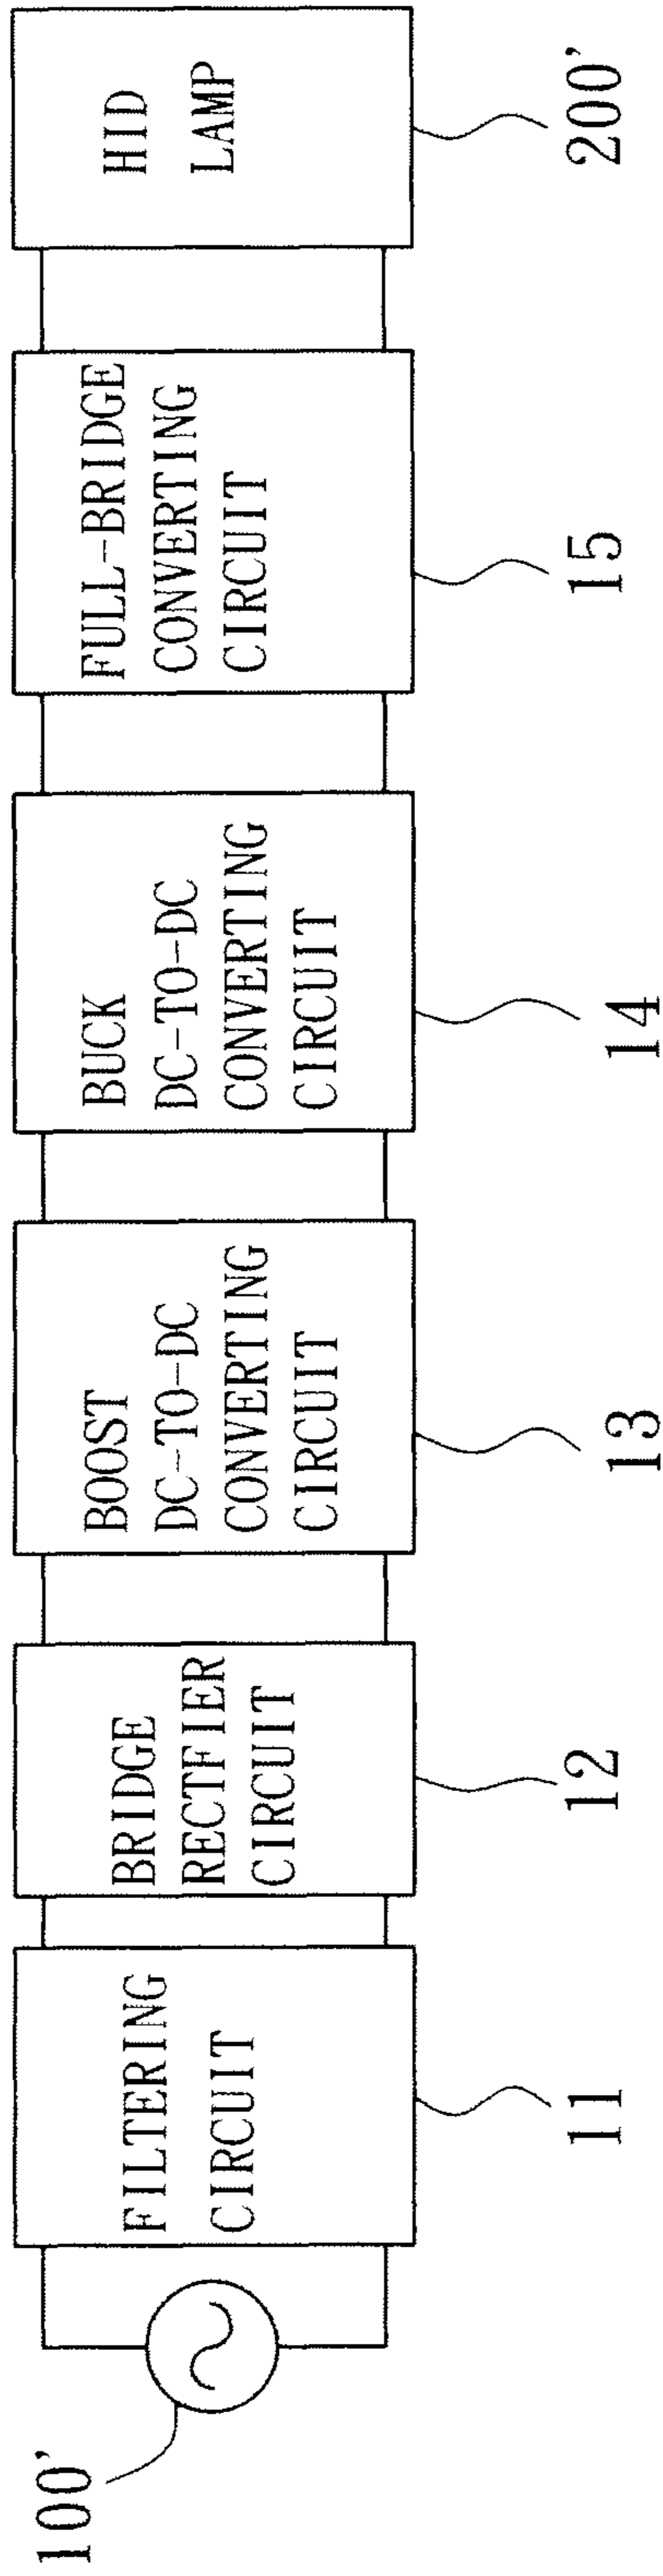 100'
FILTERING
CIRCUIT
11
BRIDGE
RECTFIER
CIRCUIT
12
BOOST
DC-TO-DC
CONVERTING
CIRCUIT
13
BUCK
DC-TO-DC
CONVERTING
CIRCUIT
14
FULL-BRIDGE
CONVERTING
CIRCUIT
15
HID
LAMP
200'